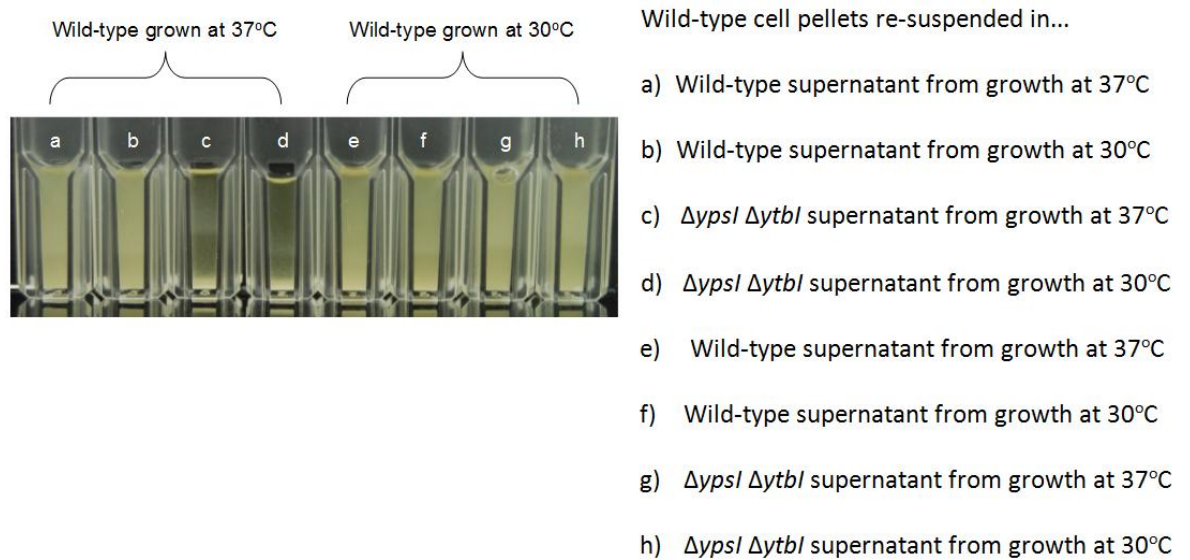 Wild-type grown at 37°C
Wild-type grown at 30°C
a b c d e f g h
Wild-type cell pellets re-suspended in...
a) Wild-type supernatant from growth at 37°C
b) Wild-type supernatant from growth at 30°C
c) ΔypsI ΔytbI supernatant from growth at 37°C
d) ΔypsI ΔytbI supernatant from growth at 30°C
e) Wild-type supernatant from growth at 37°C
f) Wild-type supernatant from growth at 30°C
g) ΔypsI ΔytbI supernatant from growth at 37°C
h) ΔypsI ΔytbI supernatant from growth at 30°C